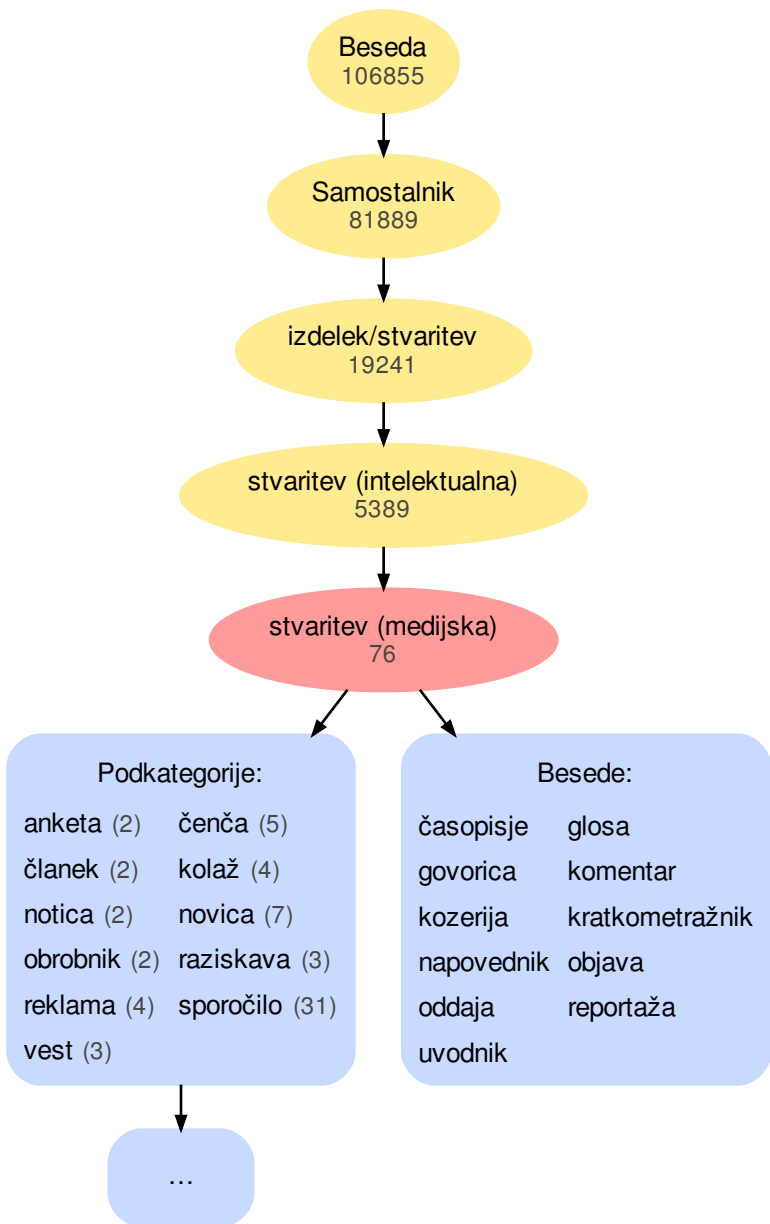 Beseda
106855
Samostalnik
81889
izdelek/stvaritev
19241
stvaritev (intelektualna)
5389
stvaritev (medijska)
76
Podkategorije:
anketa (2) čenča (5)
članek (2) kolaž (4)
notica (2) novica (7)
obrobnik (2) raziskava (3)
reklama (4) sporočilo (31)
vest (3)
Besede:
časopisje glosa
govorica komentar
kozerija kratkometražnik
napovednik objava
oddaja reportaža
uvodnik
...